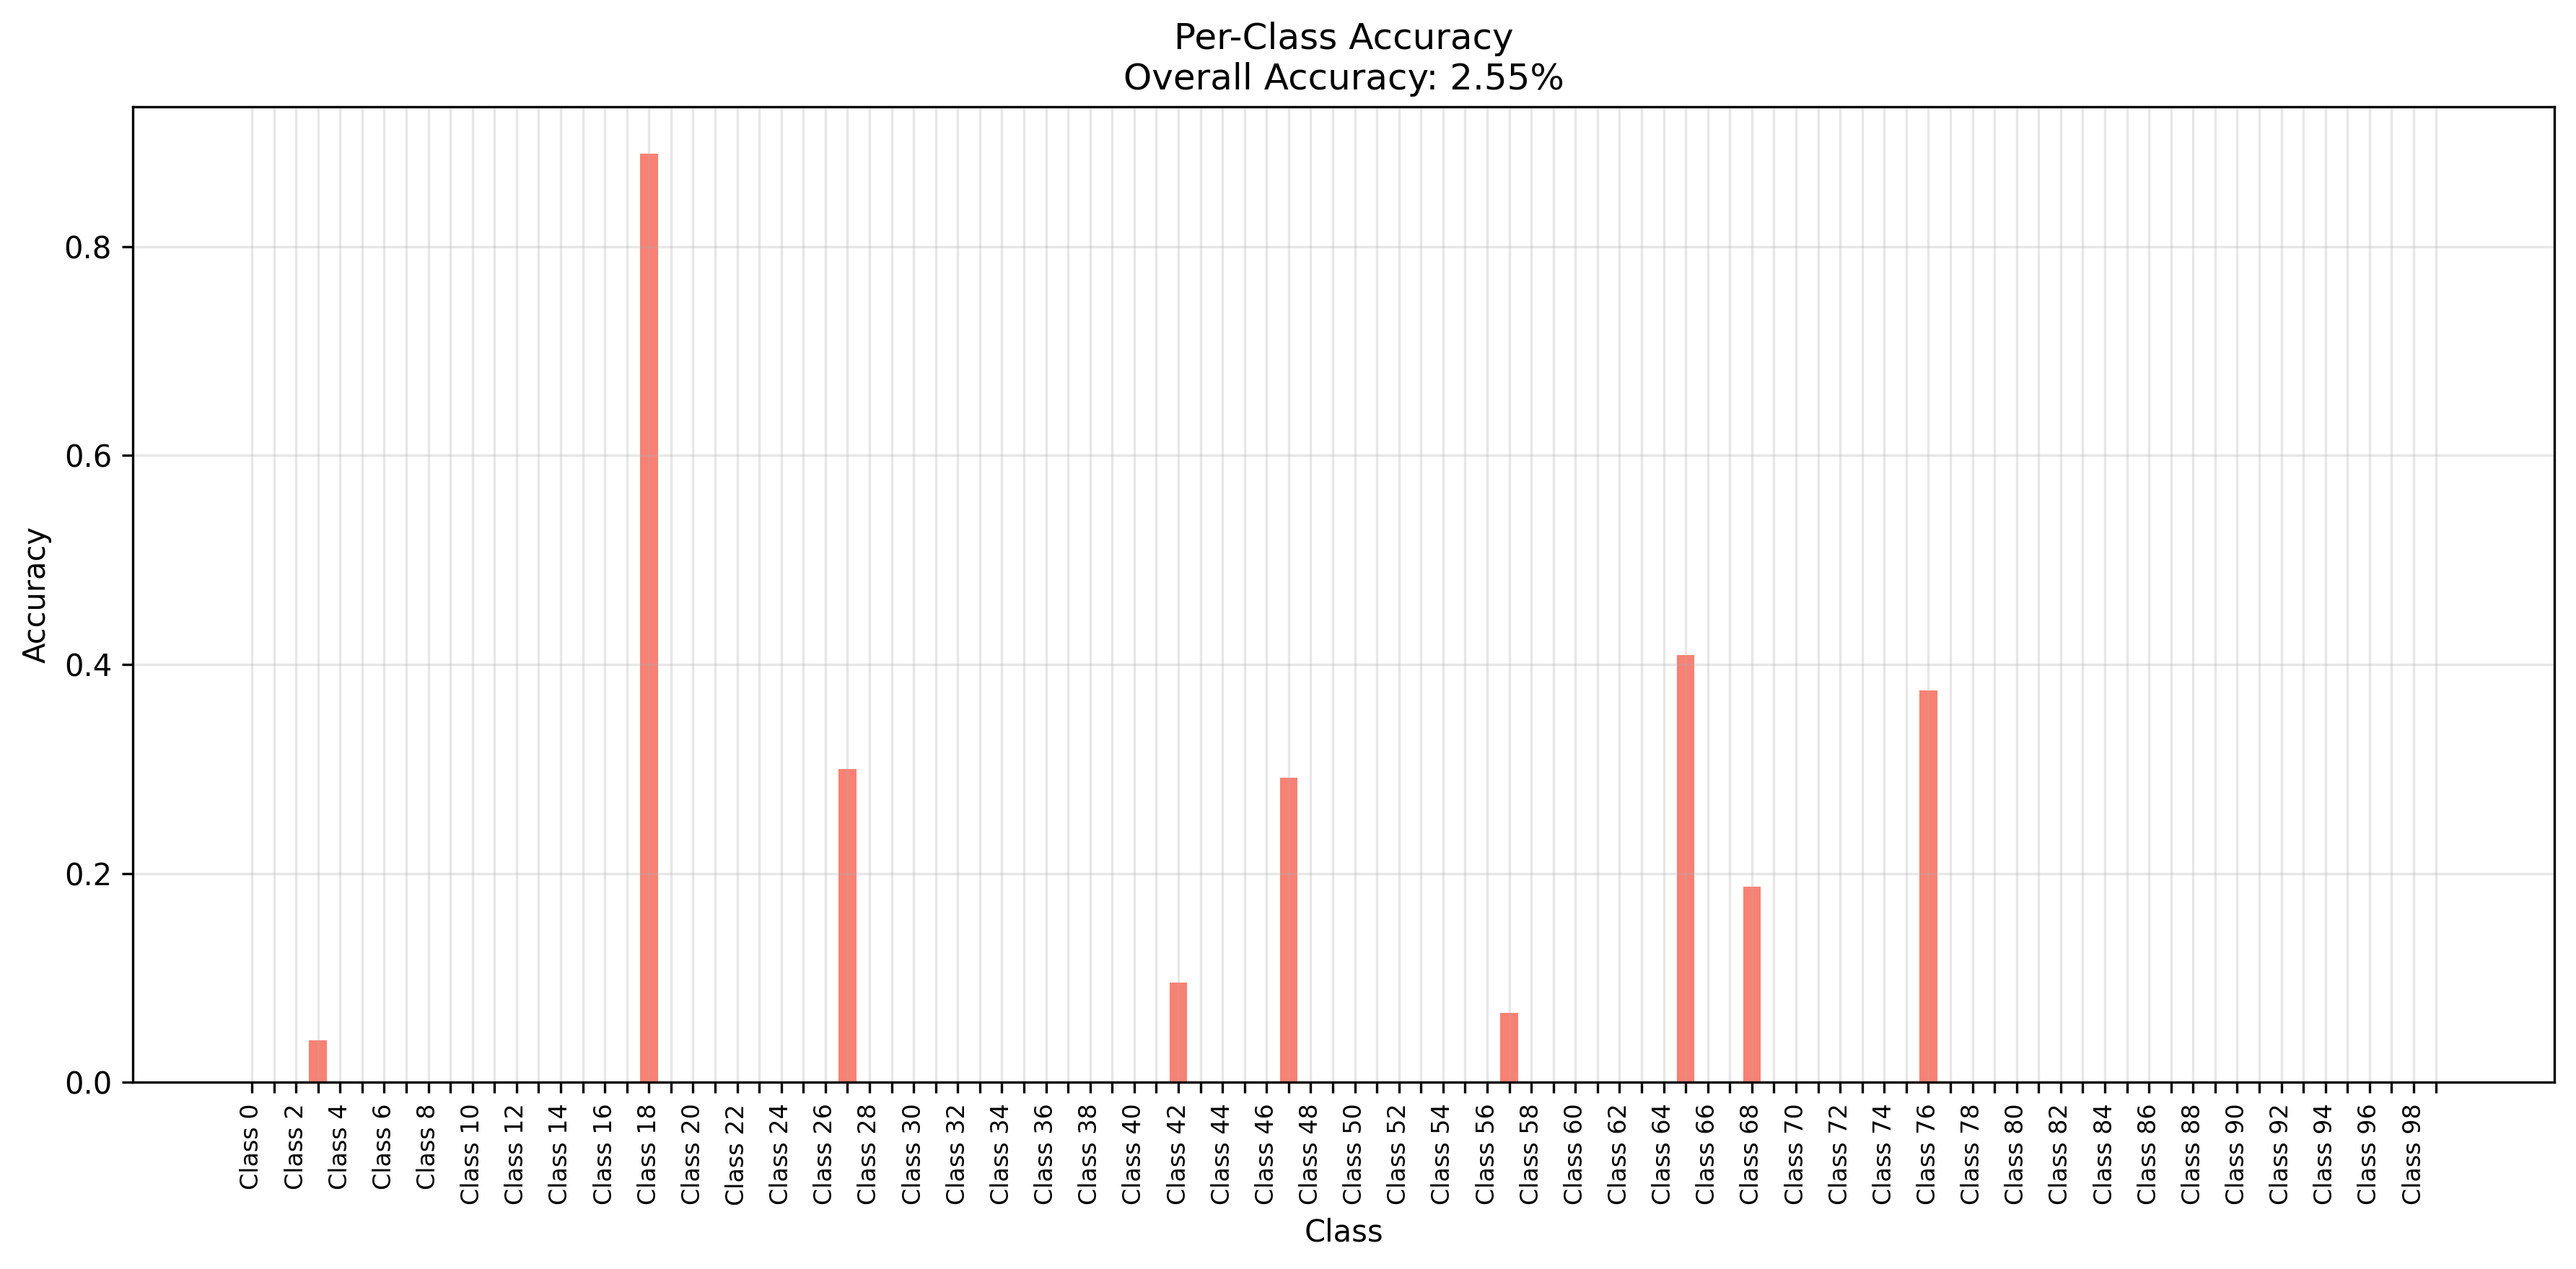 Per-Class Accuracy
Overall Accuracy: 2.55%
Accuracy
0.8
0.6
0.4
0.2
0.0
Class 0
Class 2
Class 4
Class 6
Class 8
Class 10
Class 12
Class 14
Class 16
Class 18
Class 20
Class 22
Class 24
Class 26
Class 28
Class 30
Class 32
Class 34
Class 36
Class 38
Class 40
Class 42
Class 44
Class 46
Class 48
Class 50
Class 52
Class 54
Class 56
Class 58
Class 60
Class 62
Class 64
Class 66
Class 68
Class 70
Class 72
Class 74
Class 76
Class 78
Class 80
Class 82
Class 84
Class 86
Class 88
Class 90
Class 92
Class 94
Class 96
Class 98
Class